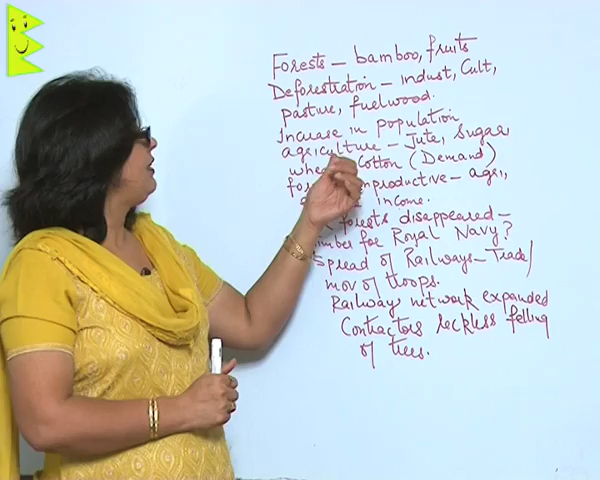 Forests - bamboo, fruits
Deforestation - indust, Cult,
pasture, fuelwood.
Increase in population
agriculture - Jute, Sugar
Cotton (Demand)
productive - agri,
income.
forests disappeared -
for Royal Navy?
Spread of Railways - Trade/
mov of troops.
Railway network expanded
Contractors reckless felling
of trees.